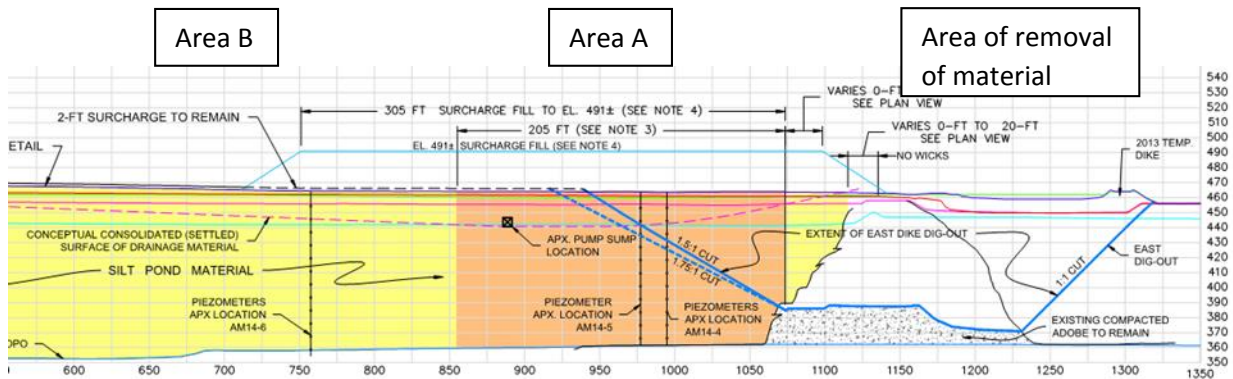 Area B
Area A
Area of removal
of material
VARIES 0-FT
SEE PLAN VIEW
305 FT SURCHARGE FILL TO EL. 491± (SEE NOTE 4)
2-FT SURCHARGE TO REMAIN
205 FT (SEE NOTE 3)
VARIES 0-FT TO 20-FT
SEE PLAN VIEW
EL. 491± SURCHARGE FILL (SEE NOTE 4)
NO WICKS
ETAIL
2013 TEMP.
DIKE
540
530
520
510
500
490
480
470
460
450
440
430
420
410
400
390
380
370
360
350
CONCEPTUAL CONSOLIDATED (SETTLED)
SURFACE OF DRAINAGE MATERIAL
APX. PUMP SUMP
LOCATION
EXTENT OF EAST DIKE DIG-OUT
1.5:1 CUT
1.75:1 CUT
EAST
DIG-OUT
1:1 CUT
SILT POND MATERIAL
PIEZOMETERS
APX LOCATION
AM14-6
PIEZOMETER
APX. LOCATION
AM14-5
PIEZOMETERS
APX LOCATION
AM14-4
EXISTING COMPACTED
ADOBE TO REMAIN
OPO
600 650 700 750 800 850 900 950 1000 1050 1100 1150 1200 1250 1300 1350